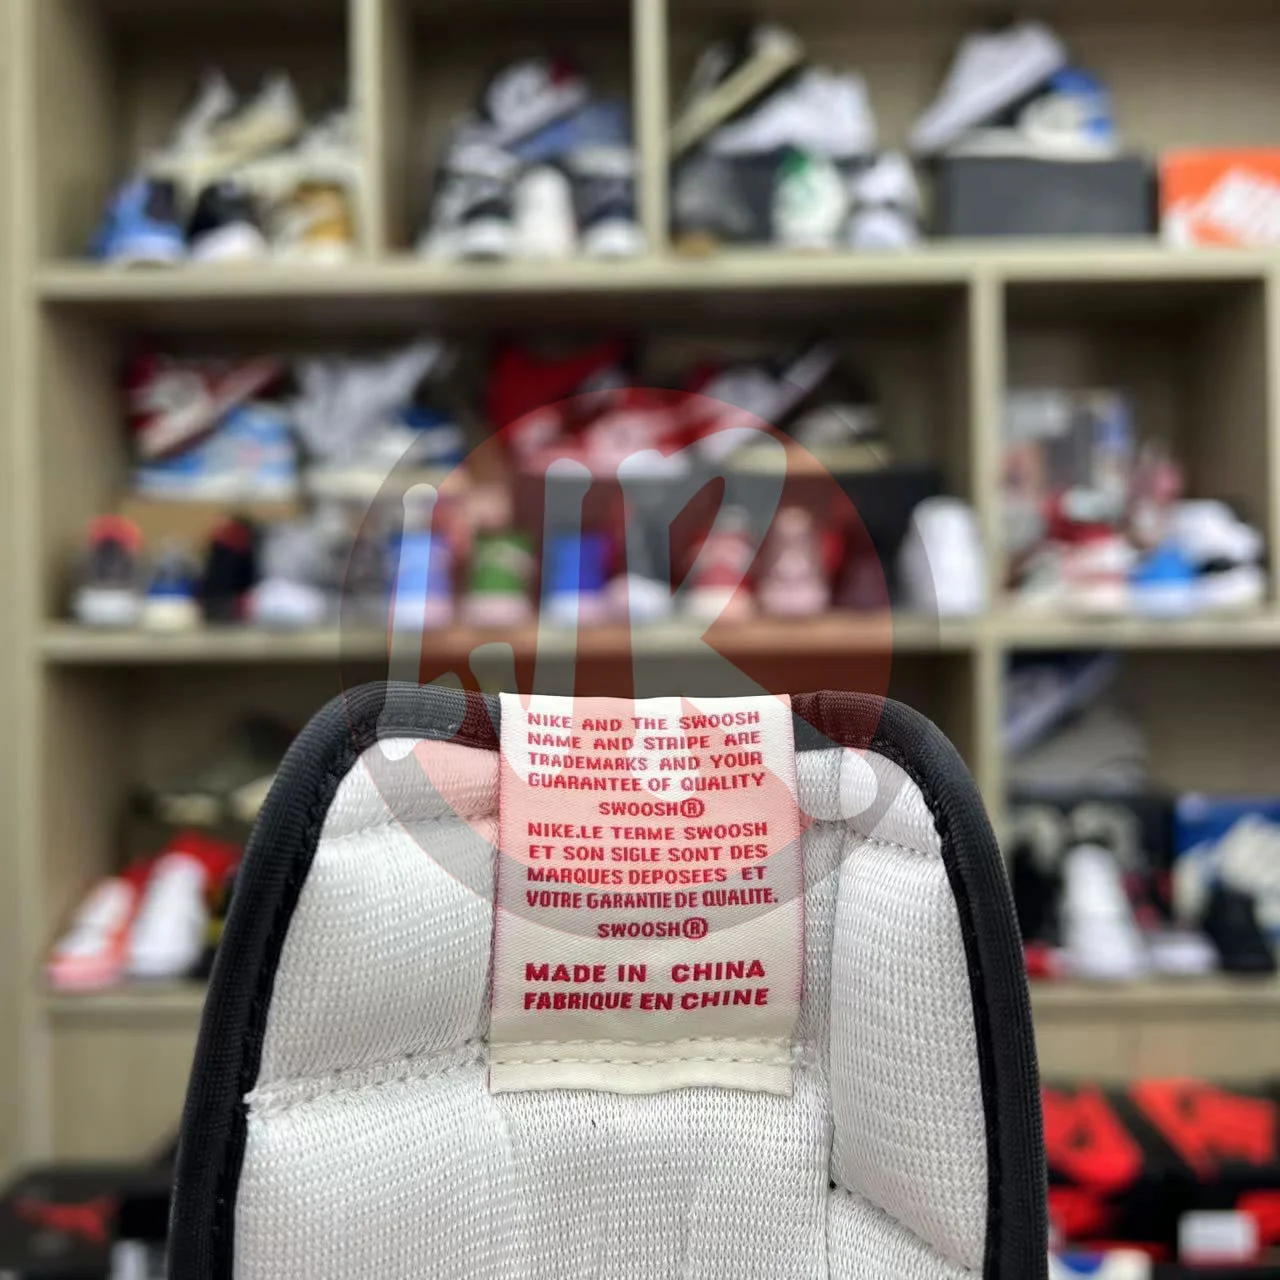 NIKE AND THE SWOOSH
NAME AND STRIPE ARE
TRADEMARKS AND YOUR
GUARANTEE OF QUALITY
SWOOSH®
NIKE.LE TERME SWOOSH
ET SON SIGLE SONT DES
MARQUES DEPOSEES ET
VOTRE GARANTIE DE QUALITE.
SWOOSH®
MADE IN CHINA
FABRIQUE EN CHINE